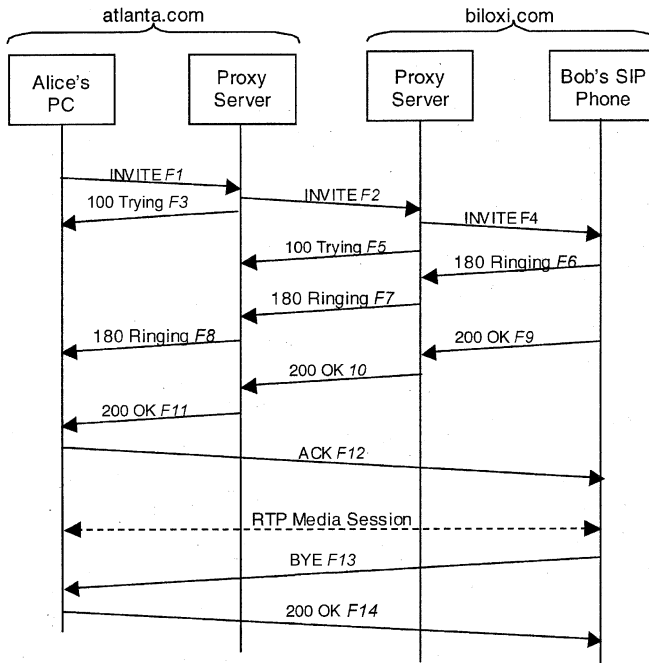 atlanta.com
biloxi.com
Alice's
PC
Proxy
Server
Proxy
Server
Bob's SIP
Phone
INVITE F1
INVITE F2
100 Trying F3
INVITE F4
100 Trying F5
180 Ringing F6
180 Ringing F7
180 Ringing F8
200 OK F9
200 OK 10
200 OK F11
ACK F12
RTP Media Session
BYE F13
200 OK F14